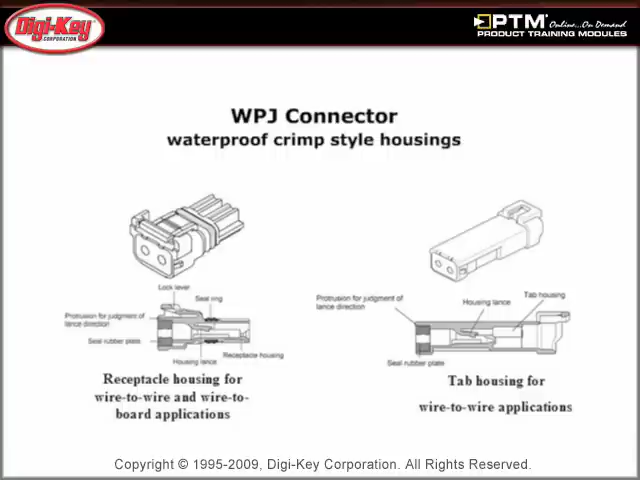 Digi-Key
CORPORATION
PTM Online...On Demand
PRODUCT TRAINING MODULES
WPJ Connector
waterproof crimp style housings
Lock lever
Seal ring
Protrusion for judgment of
lance direction
Seal rubber plate
Housing lance
Receptacle housing
Protrusion for judgment of
lance direction
Housing lance
Tab housing
Seal rubber plate
Receptacle housing for
wire-to-wire and wire-to-
board applications
Tab housing for
wire-to-wire applications
Copyright © 1995-2009, Digi-Key Corporation. All Rights Reserved.